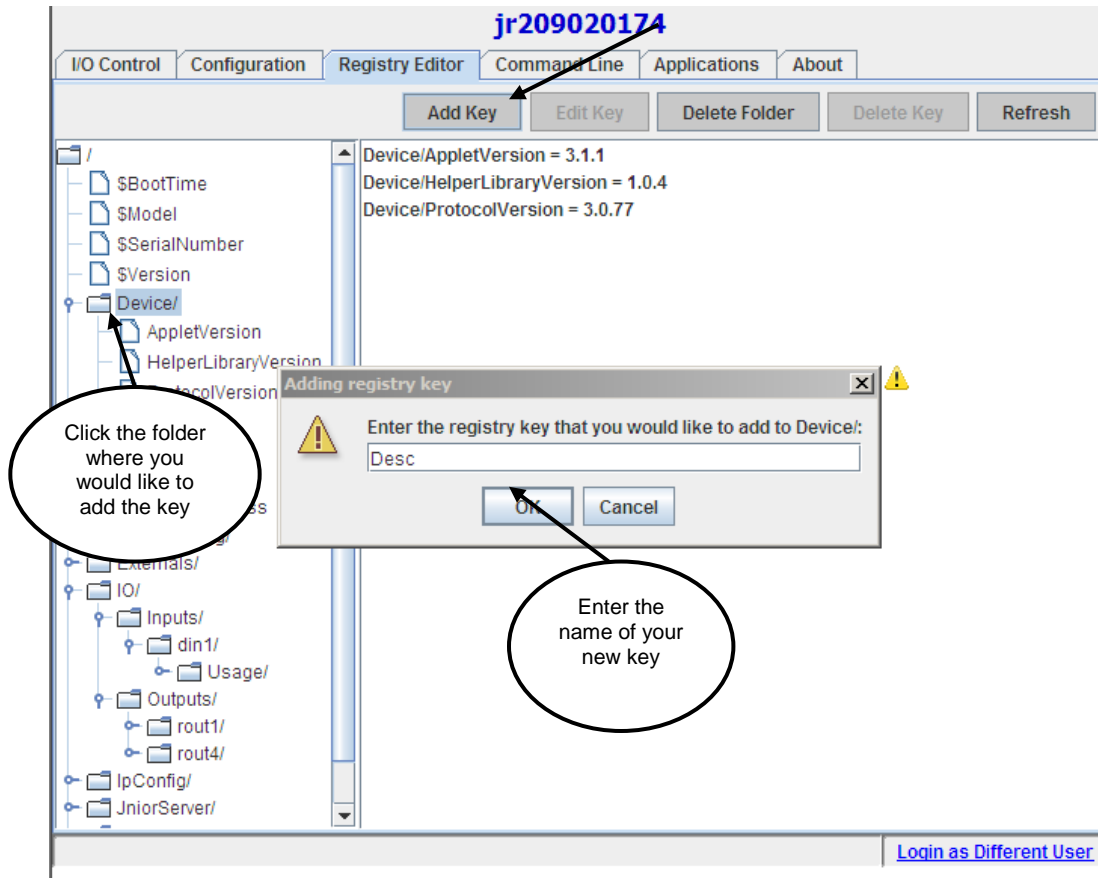 jr209020174
I/O Control Configuration Registry Editor Command Line Applications About
Add Key Edit Key Delete Folder Delete Key Refresh
/
$BootTime
$Model
$SerialNumber
$Version
Device/
AppletVersion
HelperLibraryVersion
ProtocolVersion
Externals/
IO/
Inputs/
din1/
Usage/
Outputs/
rout1/
rout4/
IpConfig/
JniorServer/
Device/AppletVersion = 3.1.1
Device/HelperLibraryVersion = 1.0.4
Device/ProtocolVersion = 3.0.77
Adding registry key
Enter the registry key that you would like to add to Device/:
Desc
OK Cancel
Click the folder
where you
would like to
add the key
Enter the
name of your
new key
Login as Different User